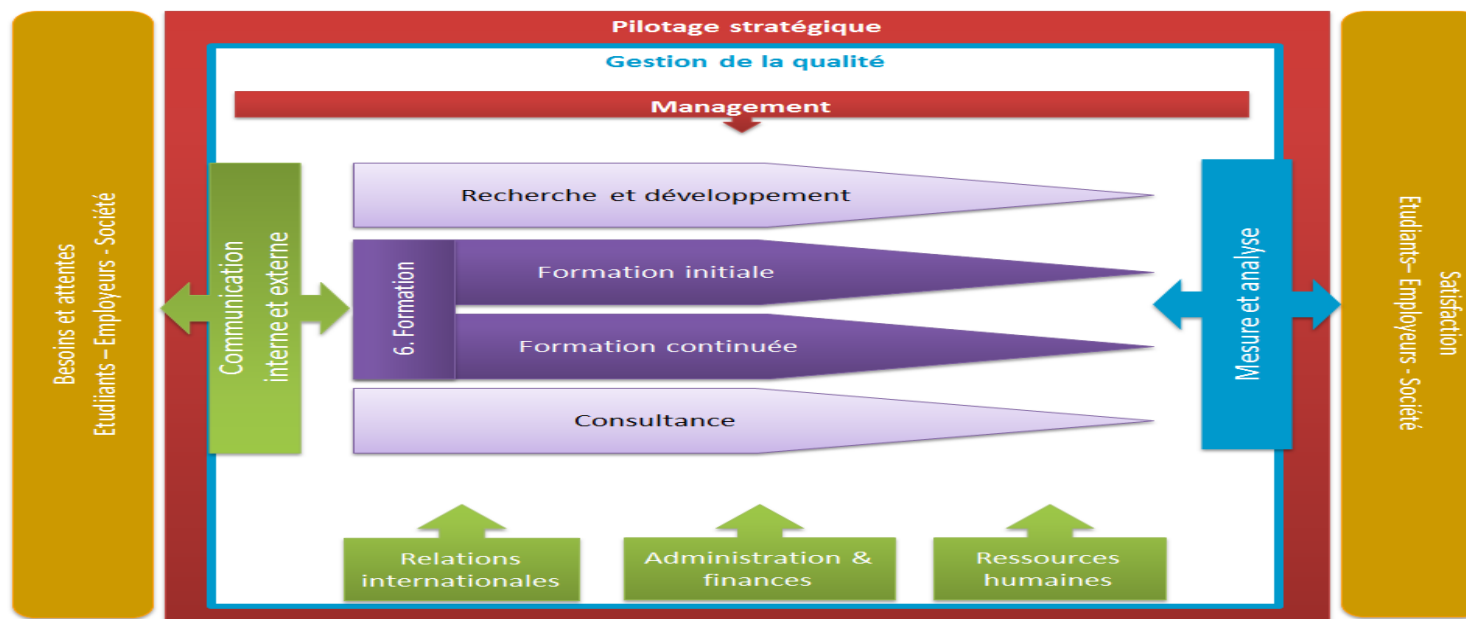 Pilotage stratégique
Gestion de la qualité
Management
Besoins et attentes
Etudiiants – Employeurs - Société
Communication
interne et externe
Recherche et développement
6. Formation
Formation initiale
Formation continuée
Consultance
Mesure et analyse
Satisfaction
Etudiants– Employeurs - Société
Relations
internationales
Administration &
finances
Ressources
humaines